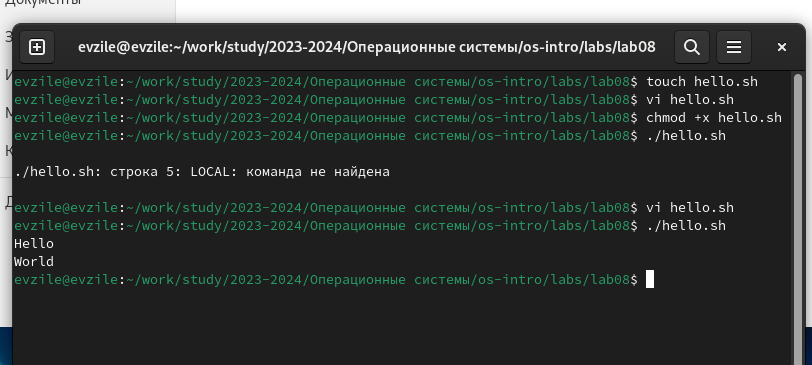 Документы
evzile@evzile:~/work/study/2023-2024/Операционные системы/os-intro/labs/lab08
evzile@evzile:~/work/study/2023-2024/Операционные системы/os-intro/labs/lab08$ touch hello.sh
evzile@evzile:~/work/study/2023-2024/Операционные системы/os-intro/labs/lab08$ vi hello.sh
evzile@evzile:~/work/study/2023-2024/Операционные системы/os-intro/labs/lab08$ chmod +x hello.sh
evzile@evzile:~/work/study/2023-2024/Операционные системы/os-intro/labs/lab08$ ./hello.sh
./hello.sh: строка 5: LOCAL: команда не найдена
evzile@evzile:~/work/study/2023-2024/Операционные системы/os-intro/labs/lab08$ vi hello.sh
evzile@evzile:~/work/study/2023-2024/Операционные системы/os-intro/labs/lab08$ ./hello.sh
Hello
World
evzile@evzile:~/work/study/2023-2024/Операционные системы/os-intro/labs/lab08$